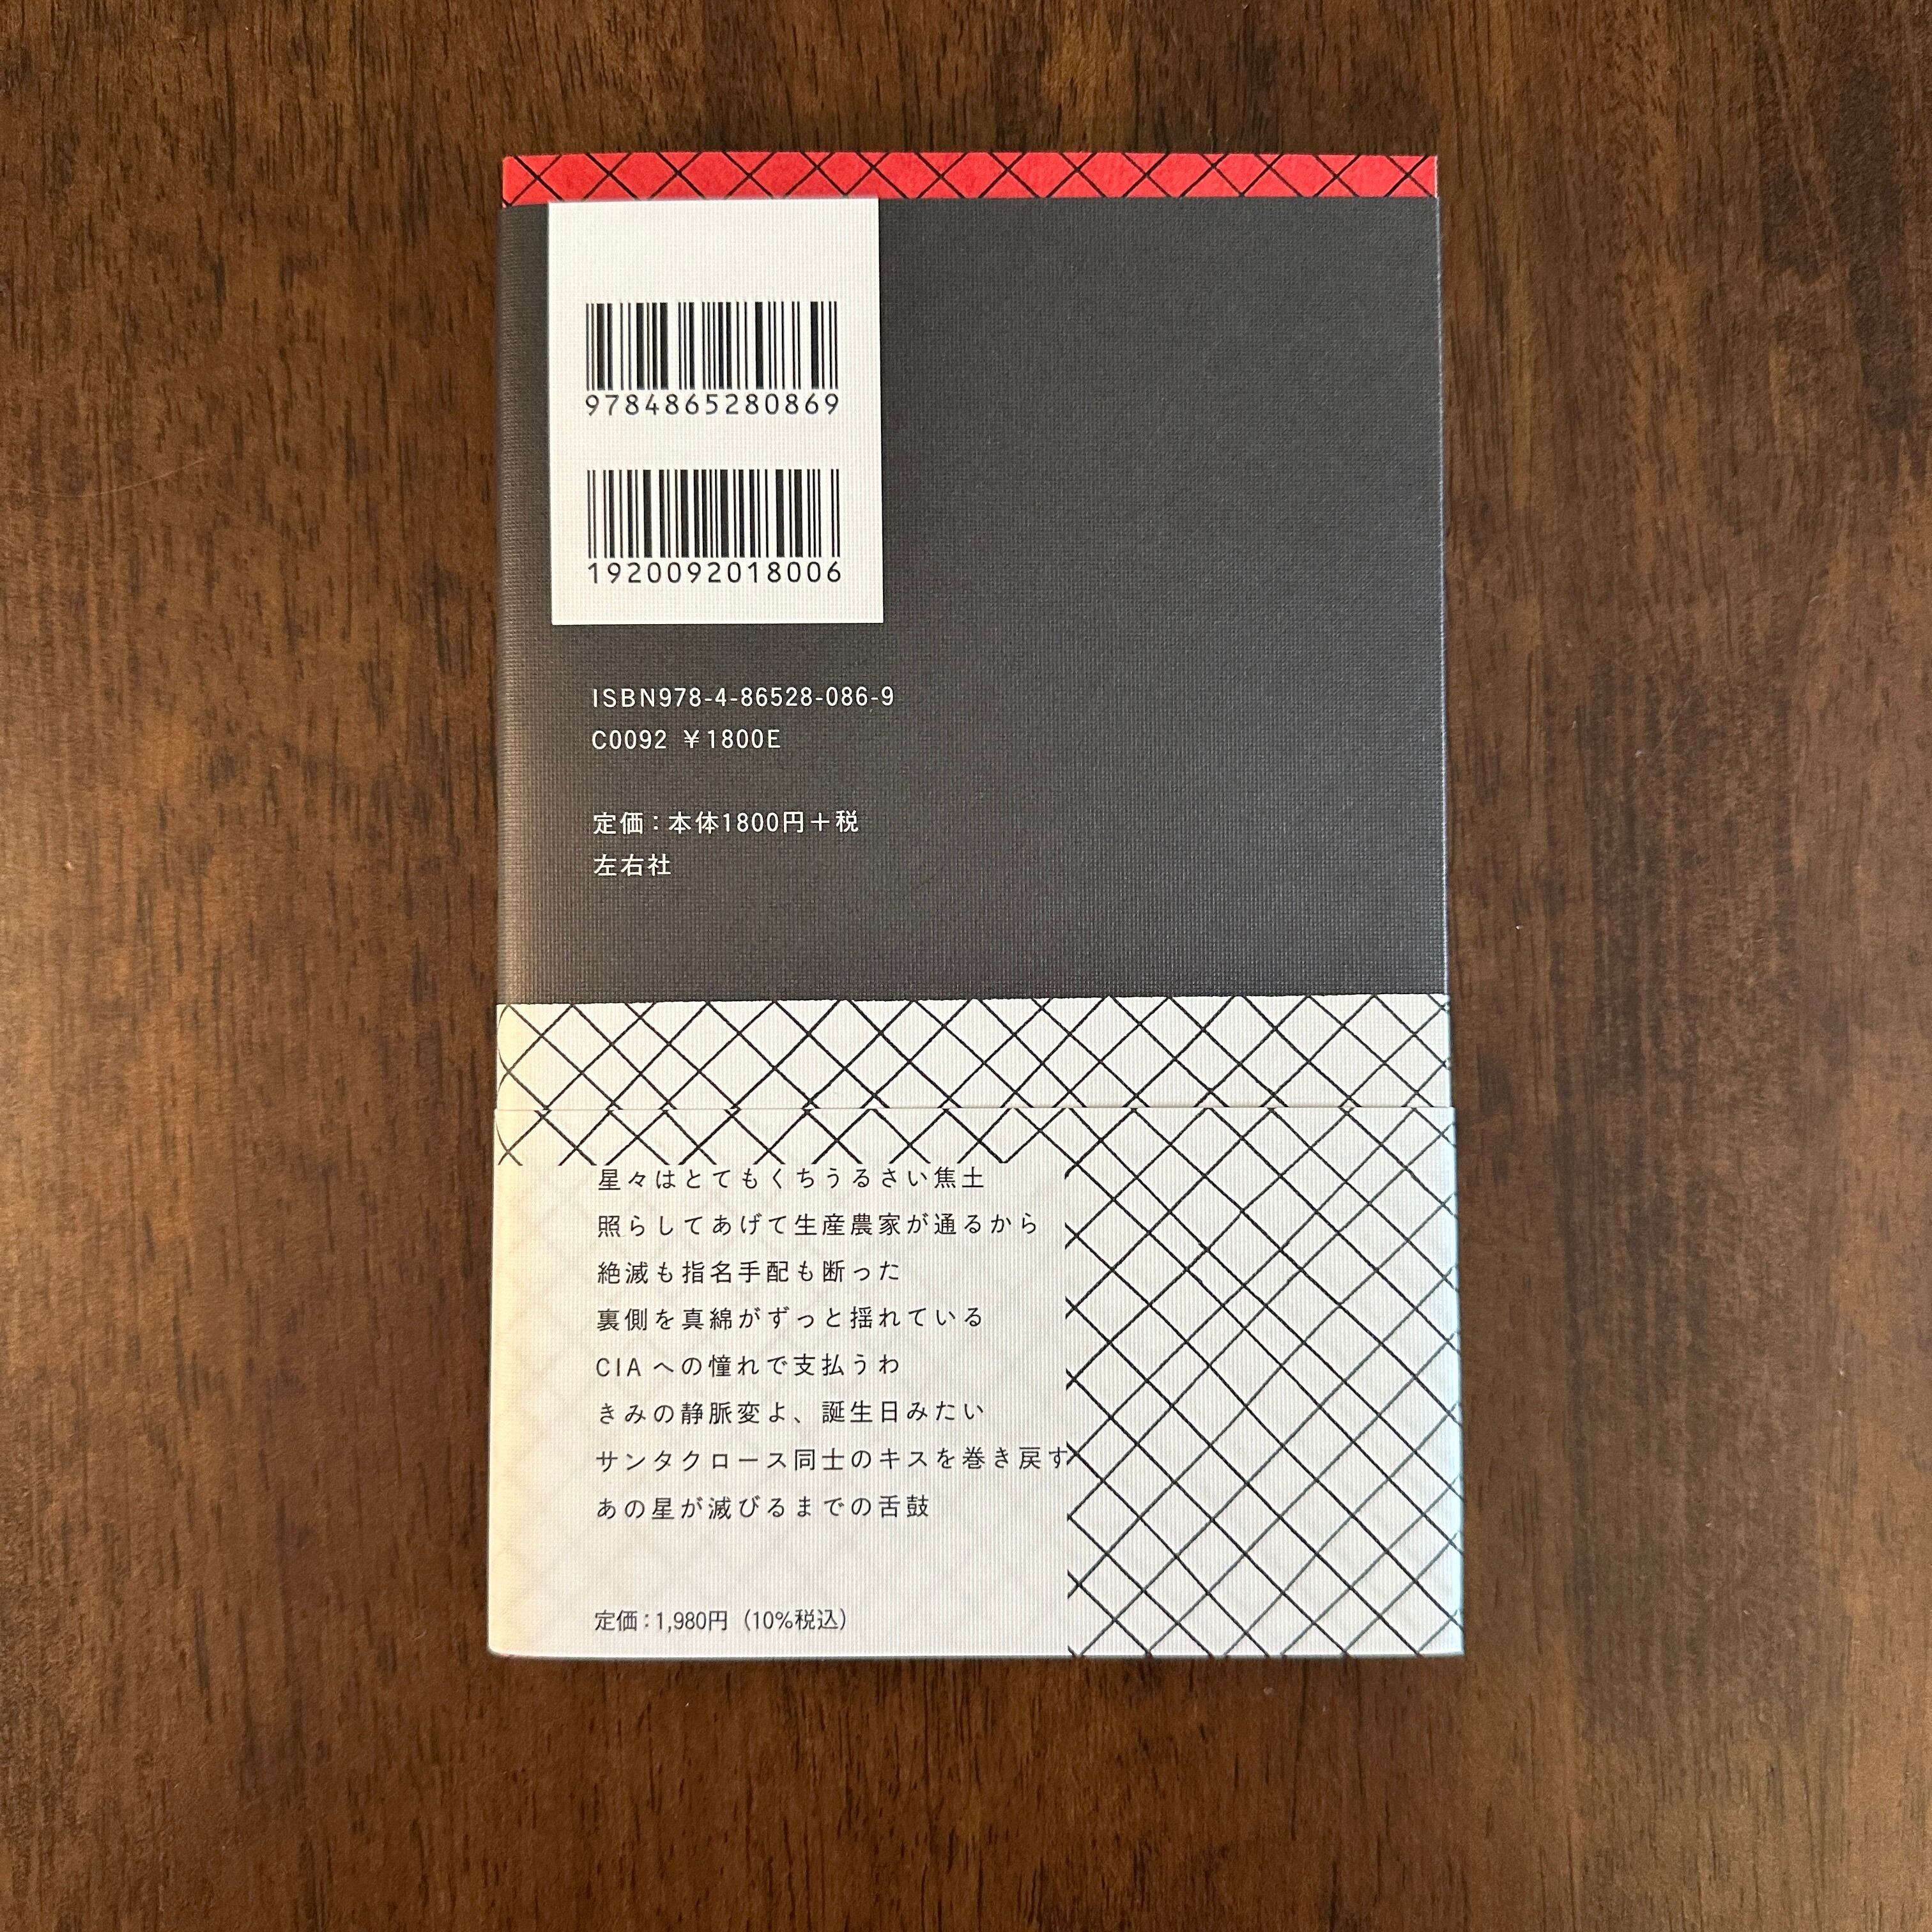 9784865280869
1920092018006
ISBN978-4-86528-086-9
C0092 ￥1800E
定価：本体1800円＋税
左右社
星々はとてもくちうるさい焦土
照らしてあげて生産農家が通るから
絶滅も指名手配も断った
裏側を真綿がずっと揺れている
CIAへの憧れで支払うわ
きみの静脈変よ、誕生日みたい
サンタクロース同士のキスを巻き戻す
あの星が滅びるまでの舌鼓
定価：1,980円（10%税込）